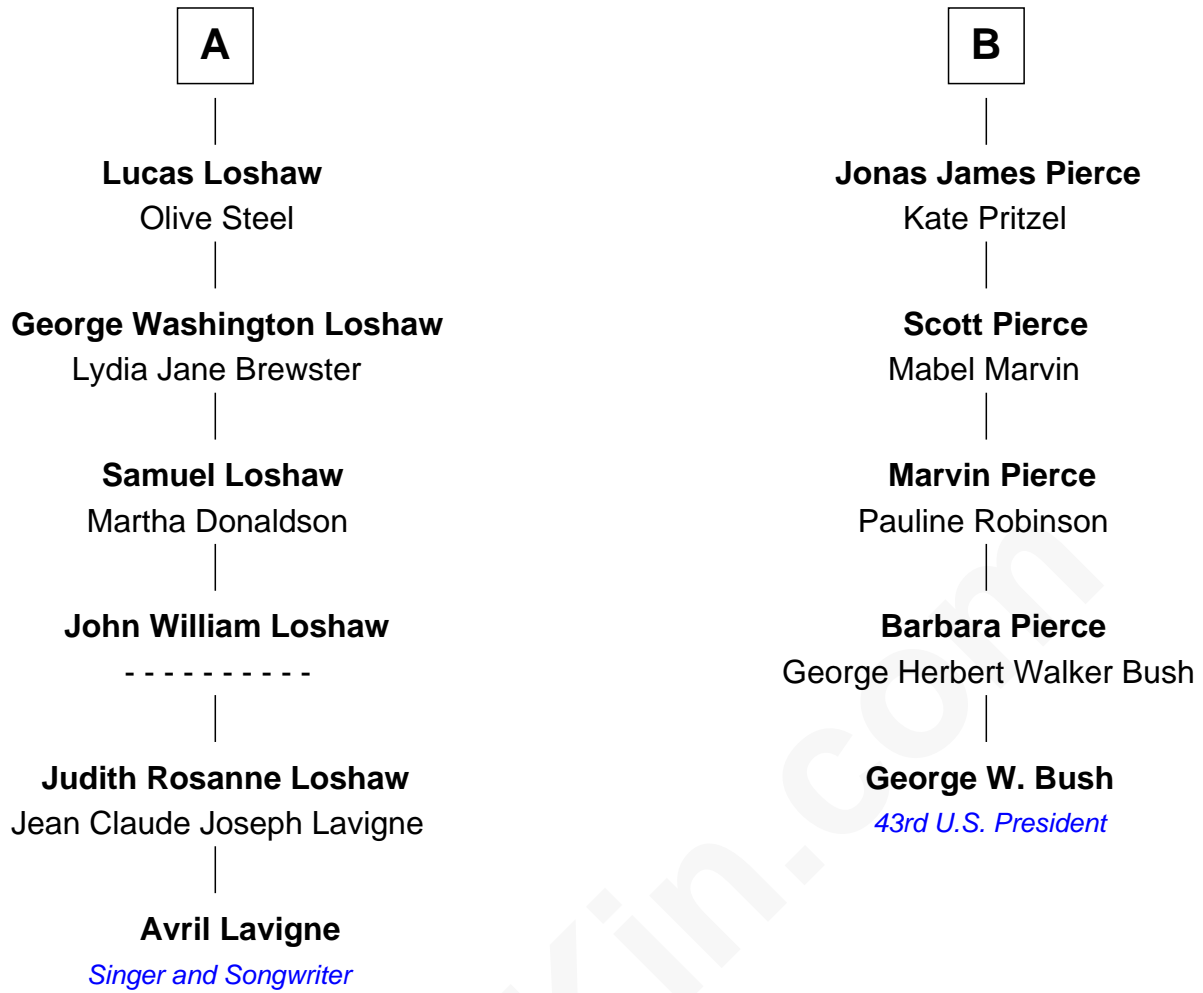 A
Lucas Loshaw
Olive Steel
George Washington Loshaw
Lydia Jane Brewster
Samuel Loshaw
Martha Donaldson
John William Loshaw
- - - - - - - - - -
Judith Rosanne Loshaw
Jean Claude Joseph Lavigne
Avril Lavigne
Singer and Songwriter
B
Jonas James Pierce
Kate Pritzel
Scott Pierce
Mabel Marvin
Marvin Pierce
Pauline Robinson
Barbara Pierce
George Herbert Walker Bush
George W. Bush
43rd U.S. President